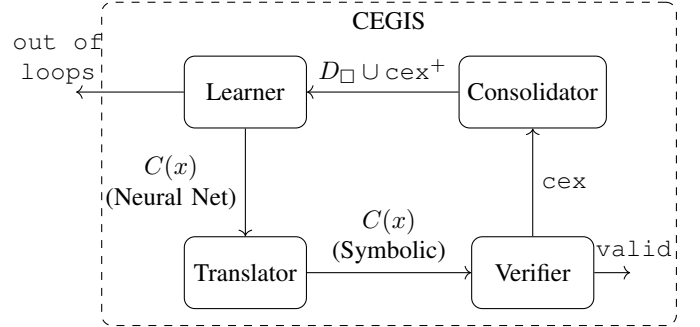 CEGIS
out of
loops
Learner
D□ ∪ cex⁺
Consolidator
C(x)
(Neural Net)
cex
C(x)
(Symbolic)
Translator
Verifier
valid